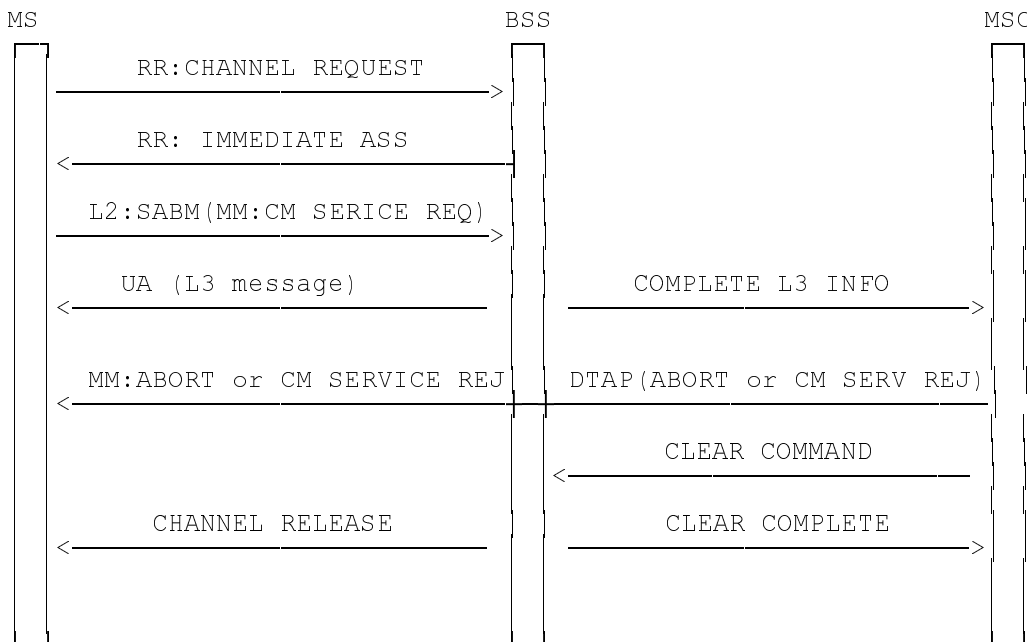 MS BSS MSC
RR:CHANNEL REQUEST
RR: IMMEDIATE ASS
L2:SABM(MM:CM SERICE REQ)
UA (L3 message) COMPLETE L3 INFO
MM:ABORT or CM SERVICE REJ DTAP(ABORT or CM SERV REJ)
CLEAR COMMAND
CHANNEL RELEASE CLEAR COMPLETE